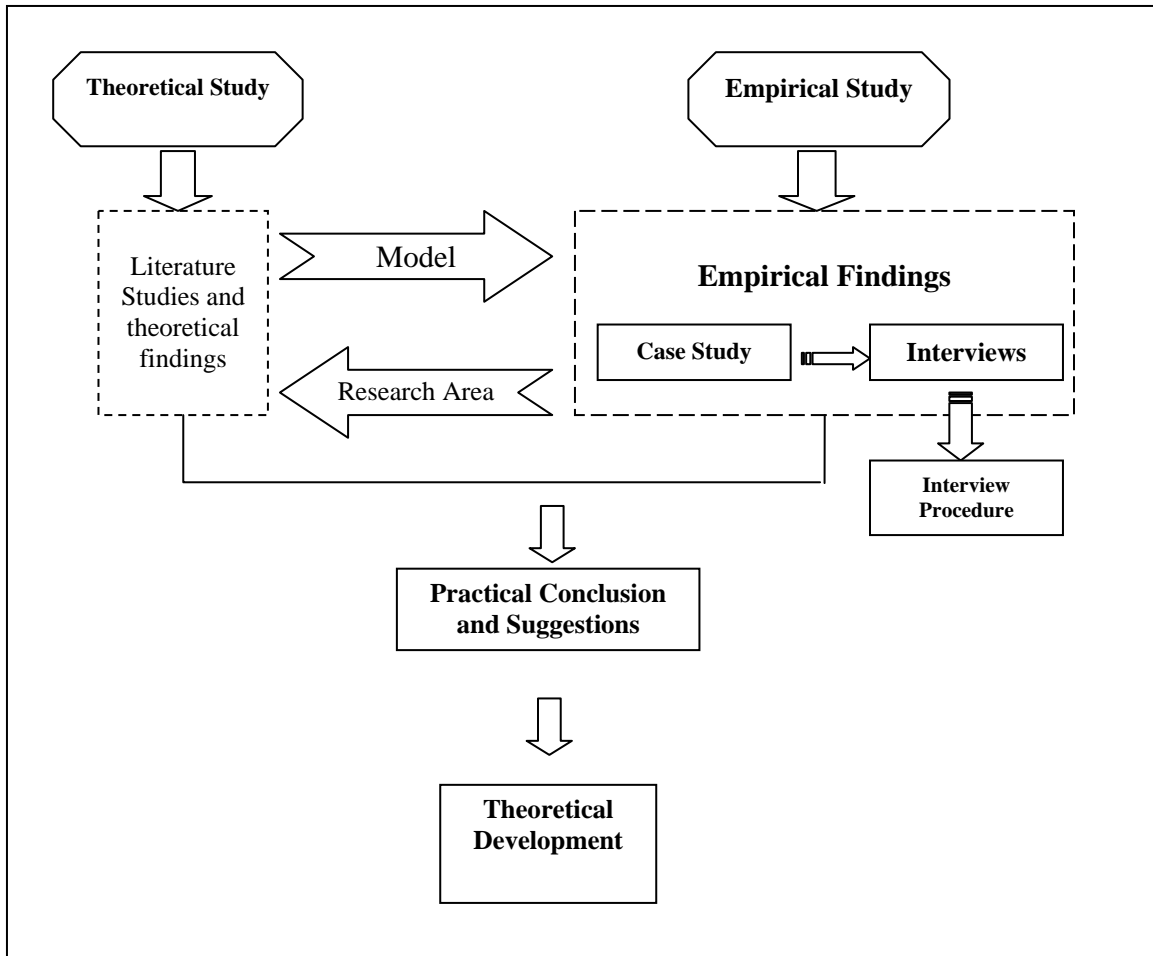 Theoretical Study
Empirical Study
Literature
Studies and
theoretical
findings
Model
Research Area
Empirical Findings
Case Study
Interviews
Interview
Procedure
Practical Conclusion
and Suggestions
Theoretical
Development